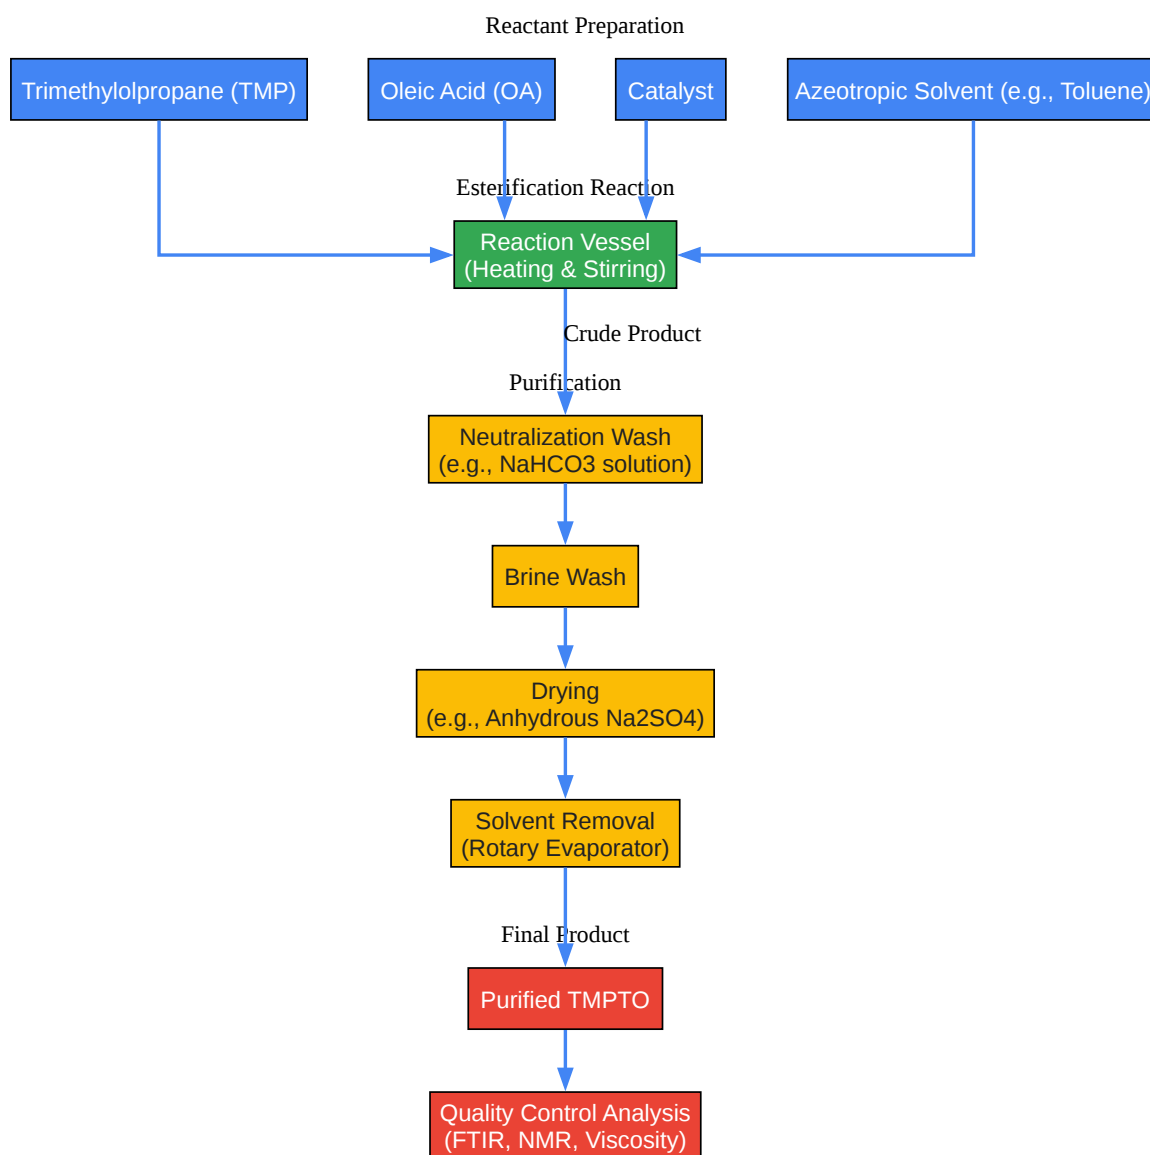 Reactant Preparation
Trimethylolpropane (TMP)
Oleic Acid (OA)
Catalyst
Azeotropic Solvent (e.g., Toluene)
Esterification Reaction
Reaction Vessel
(Heating & Stirring)
Crude Product
Purification
Neutralization Wash
(e.g., NaHCO3 solution)
Brine Wash
Drying
(e.g., Anhydrous Na2SO4)
Solvent Removal
(Rotary Evaporator)
Final Product
Purified TMPTO
Quality Control Analysis
(FTIR, NMR, Viscosity)